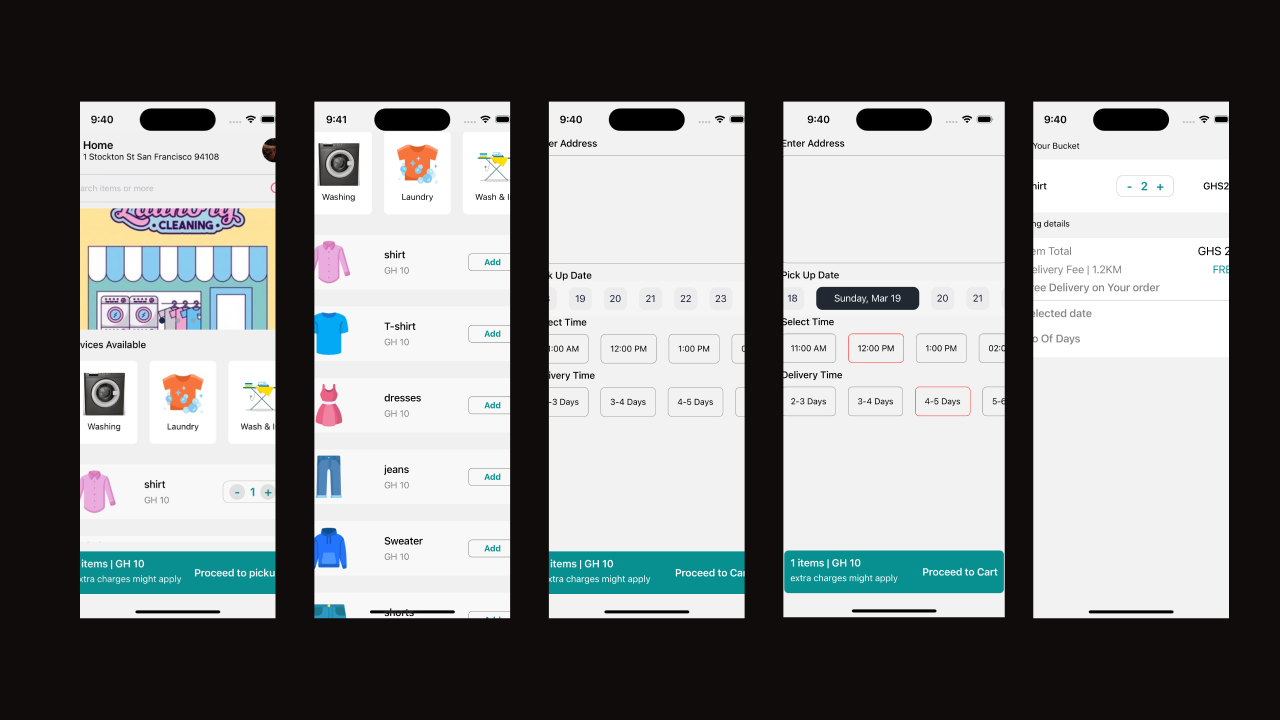 9:40
Home
1 Stockton St San Francisco 94108
arch items or more
Laundry
CLEANING
vices Available
Washing
Laundry
Wash & I
shirt
GH 10
- 1 +
items | GH 10
xtra charges might apply
Proceed to picku
9:41
Washing
Laundry
Wash & I
shirt
GH 10
Add
T-shirt
GH 10
Add
dresses
GH 10
Add
jeans
GH 10
Add
Sweater
GH 10
Add
shorts
9:40
er Address
k Up Date
19 20 21 22 23
ect Time
1:00 AM 12:00 PM 1:00 PM
ivery Time
-3 Days 3-4 Days 4-5 Days
items | GH 10
xtra charges might apply
Proceed to Car
9:40
Enter Address
Pick Up Date
18 Sunday, Mar 19 20 21
Select Time
11:00 AM 12:00 PM 1:00 PM 02:0
Delivery Time
2-3 Days 3-4 Days 4-5 Days 5-6
1 items | GH 10
extra charges might apply
Proceed to Cart
9:40
Your Bucket
hirt
- 2 +
GHS2
ng details
em Total
GHS 2
elivery Fee | 1.2KM
FRE
ree Delivery on Your order
elected date
o Of Days